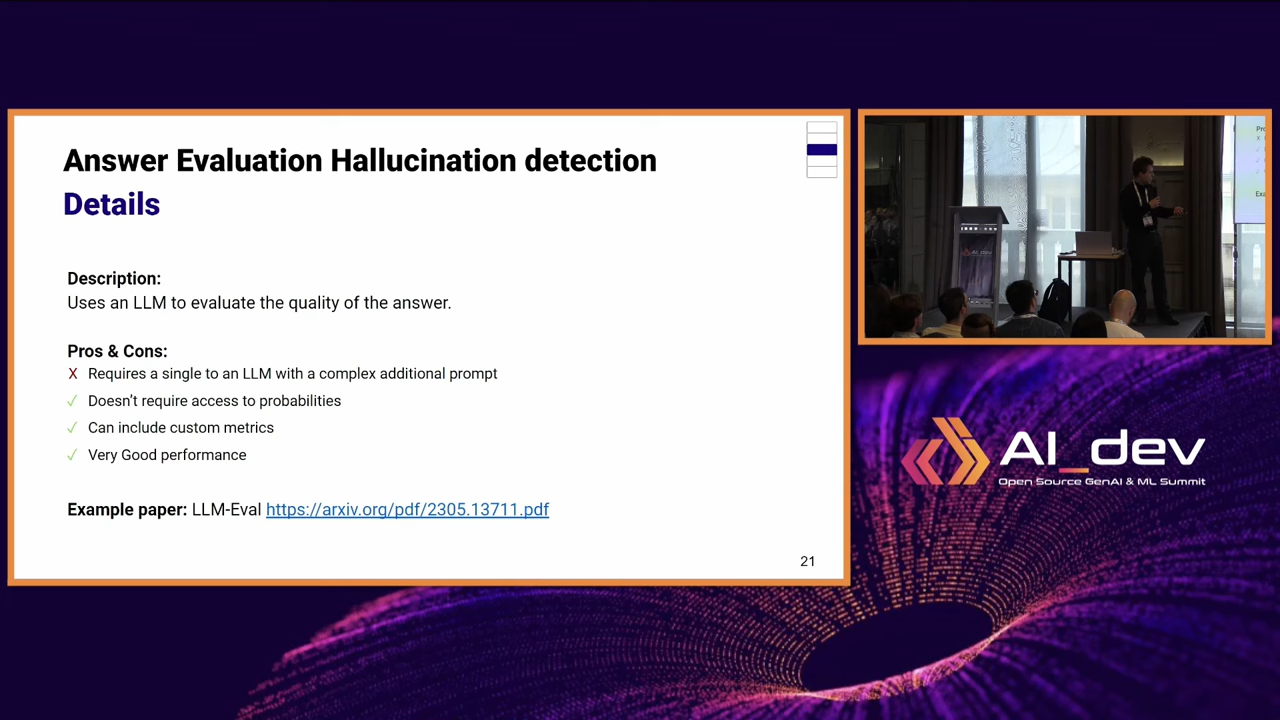 Answer Evaluation Hallucination detection
Details
Description:
Uses an LLM to evaluate the quality of the answer.
Pros & Cons:
X Requires a single to an LLM with a complex additional prompt
✓ Doesn't require access to probabilities
✓ Can include custom metrics
✓ Very Good performance
Example paper: LLM-Eval https://arxiv.org/pdf/2305.13711.pdf
21
AI_dev
Open Source GenAI & ML Summit